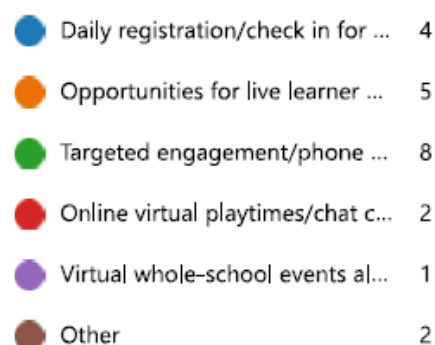 Daily registration/check in for ... 4
Opportunities for live learner ... 5
Targeted engagement/phone ... 8
Online virtual playtimes/chat c... 2
Virtual whole-school events al... 1
Other 2